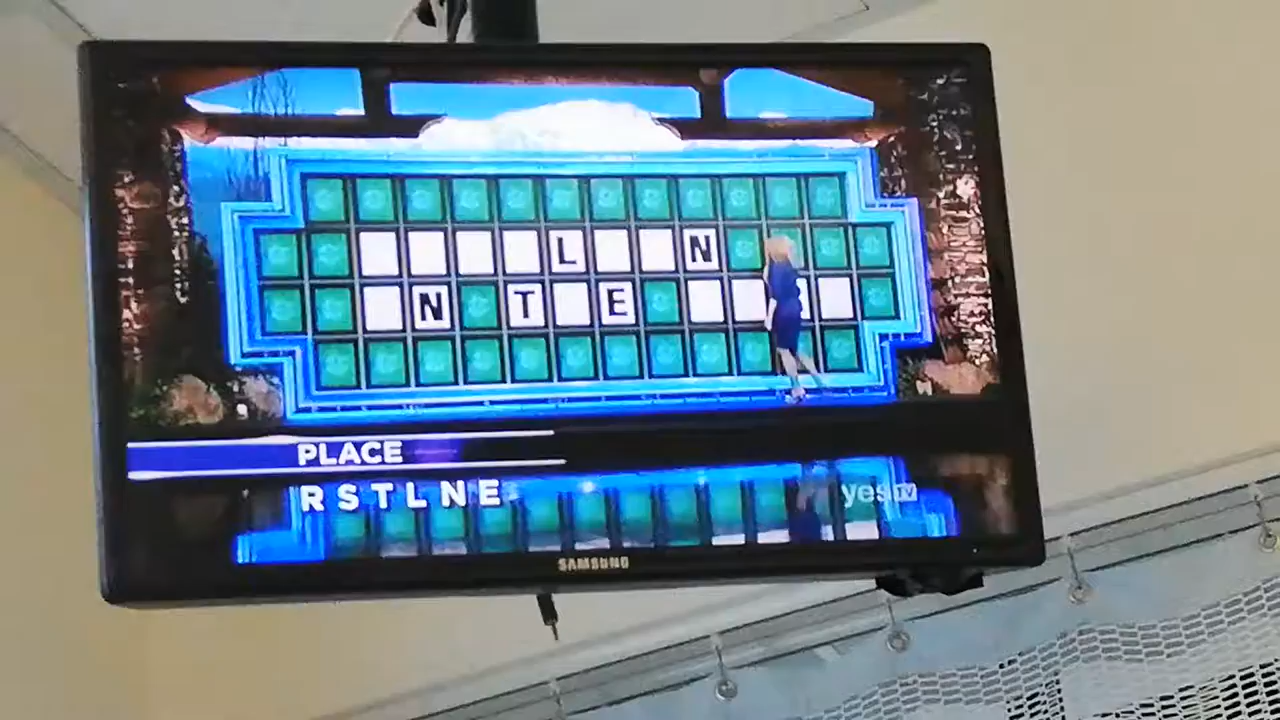 L N
N T E
PLACE
R S T L N E
yes TV
SAMSUNG